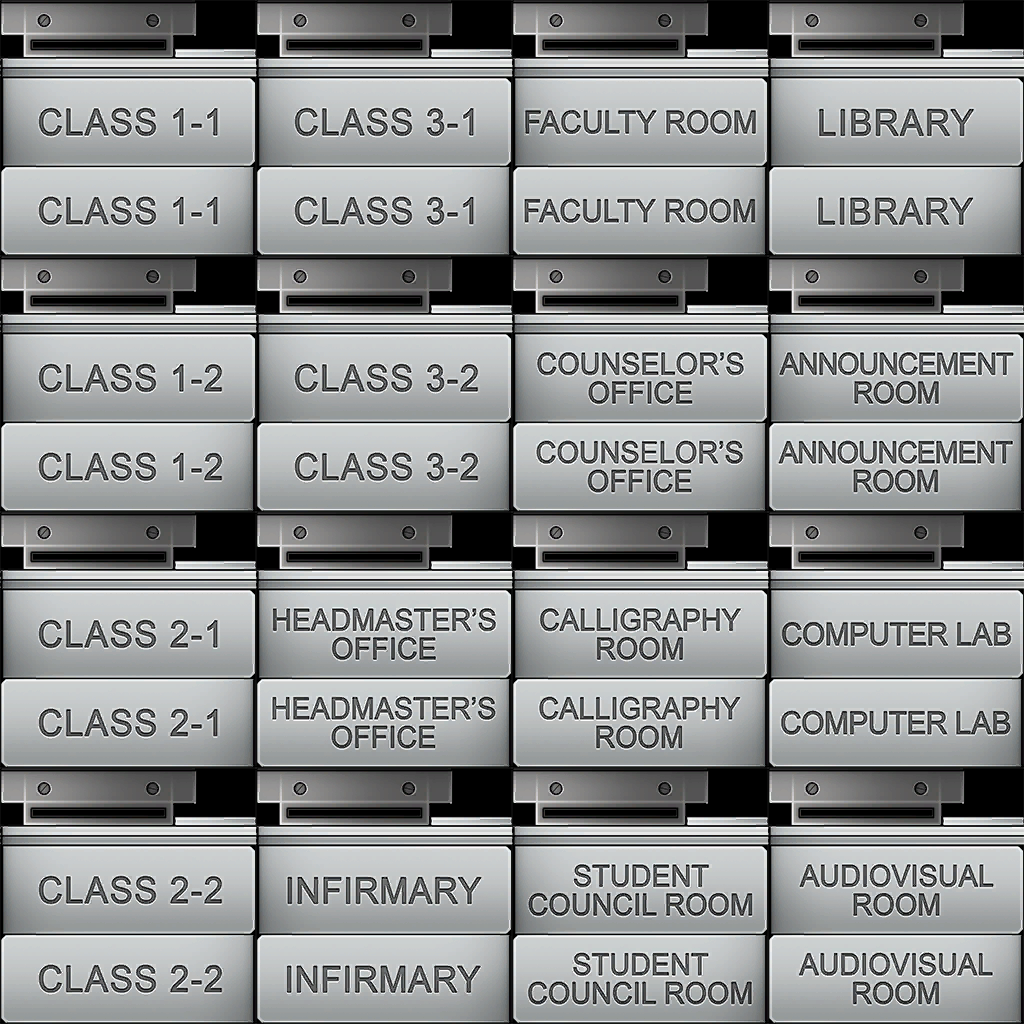 CLASS 1-1
CLASS 3-1
FACULTY ROOM
LIBRARY
CLASS 1-1
CLASS 3-1
FACULTY ROOM
LIBRARY
CLASS 1-2
CLASS 3-2
COUNSELOR’S
OFFICE
ANNOUNCEMENT
ROOM
CLASS 1-2
CLASS 3-2
COUNSELOR’S
OFFICE
ANNOUNCEMENT
ROOM
CLASS 2-1
HEADMASTER’S
OFFICE
CALLIGRAPHY
ROOM
COMPUTER LAB
CLASS 2-1
HEADMASTER’S
OFFICE
CALLIGRAPHY
ROOM
COMPUTER LAB
CLASS 2-2
INFIRMARY
STUDENT
COUNCIL ROOM
AUDIOVISUAL
ROOM
CLASS 2-2
INFIRMARY
STUDENT
COUNCIL ROOM
AUDIOVISUAL
ROOM